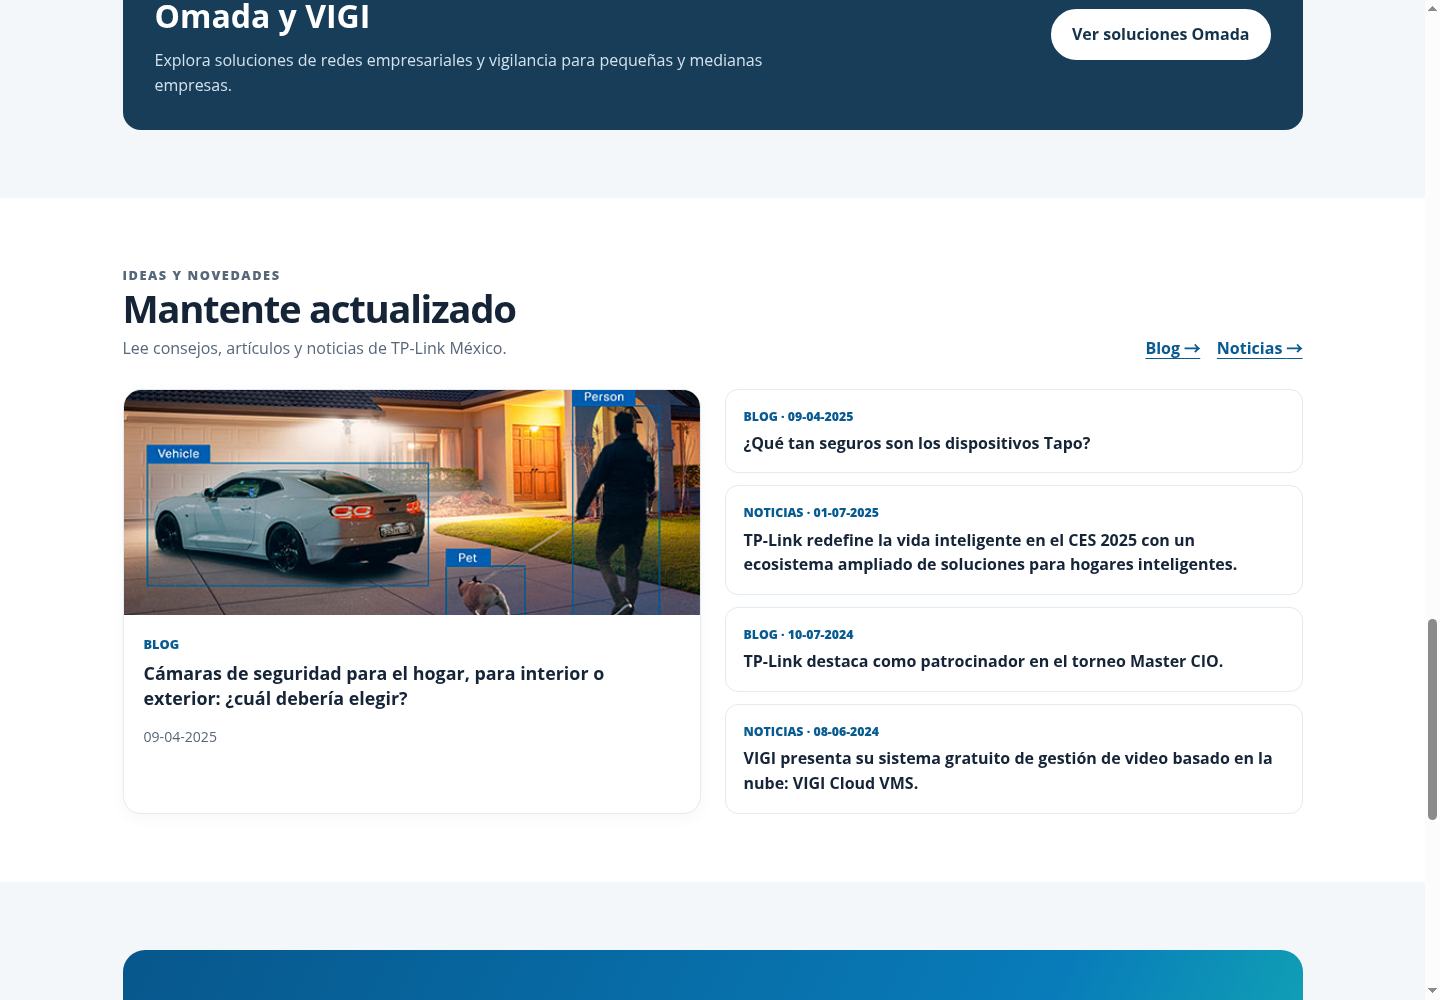 Omada y VIGI
Explora soluciones de redes empresariales y vigilancia para pequeñas y medianas
empresas.
Ver soluciones Omada
IDEAS Y NOVEDADES
Mantente actualizado
Lee consejos, artículos y noticias de TP-Link México.
Blog →
Noticias →
Person
Vehicle
Pet
BLOG
Cámaras de seguridad para el hogar, para interior o
exterior: ¿cuál debería elegir?
09-04-2025
BLOG · 09-04-2025
¿Qué tan seguros son los dispositivos Tapo?
NOTICIAS · 01-07-2025
TP-Link redefine la vida inteligente en el CES 2025 con un
ecosistema ampliado de soluciones para hogares inteligentes.
BLOG · 10-07-2024
TP-Link destaca como patrocinador en el torneo Master CIO.
NOTICIAS · 08-06-2024
VIGI presenta su sistema gratuito de gestión de video basado en la
nube: VIGI Cloud VMS.